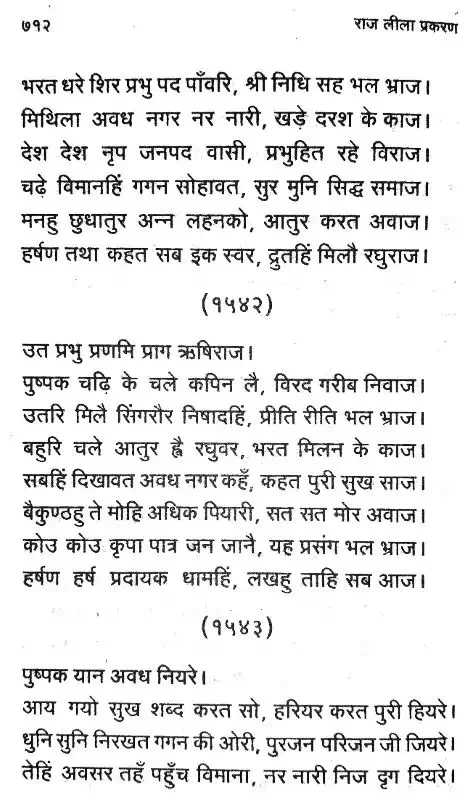 ७१२ राज लीला प्रकरण
भरत धरे शिर प्रभु पद पाँवरि, श्री निधि सह भल भ्राज।
मिथिला अवध नगर नर नारी, खड़े दरश के काज।
देश देश नृप जनपद वासी, प्रभुहित रहे विराज।
चढ़े विमानहिं गगन सोहावत, सुर मुनि सिद्ध समाज।
मनहु छुधातुर अन्न लहनको, आतुर करत अवाज।
हर्षण तथा कहत सब इक स्वर, द्रुतहिं मिलौ रघुराज।
(१५४२)
उत प्रभु प्रणमि प्राग ऋषिराज।
पुष्पक चढ़ि के चले कपिन लै, विरद गरीब निवाज।
उतरि मिलै सिंगरौर निषादहिं, प्रीति रीति भल भ्राज।
बहुरि चले आतुर ह्वै रघुवर, भरत मिलन के काज।
सबहिं दिखावत अवध नगर कहँ, कहत पुरी सुख साज।
बैकुण्ठहु ते मोहि अधिक पियारी, सत सत मोर अवाज।
कोउ कोउ कृपा पात्र जन जानै, यह प्रसंग भल भ्राज।
हर्षण हर्ष प्रदायक धामहिं, लखहु ताहि सब आज।
(१५४३)
पुष्पक यान अवध नियरे।
आय गयो सुख शब्द करत सो, हरियर करत पुरी हियरे।
धुनि सुनि निरखत गगन की ओरी, पुरजन परिजन जी जियरे।
तेहिं अवसर तहँ पहुँच विमाना, नर नारी निज दृग दियरे।